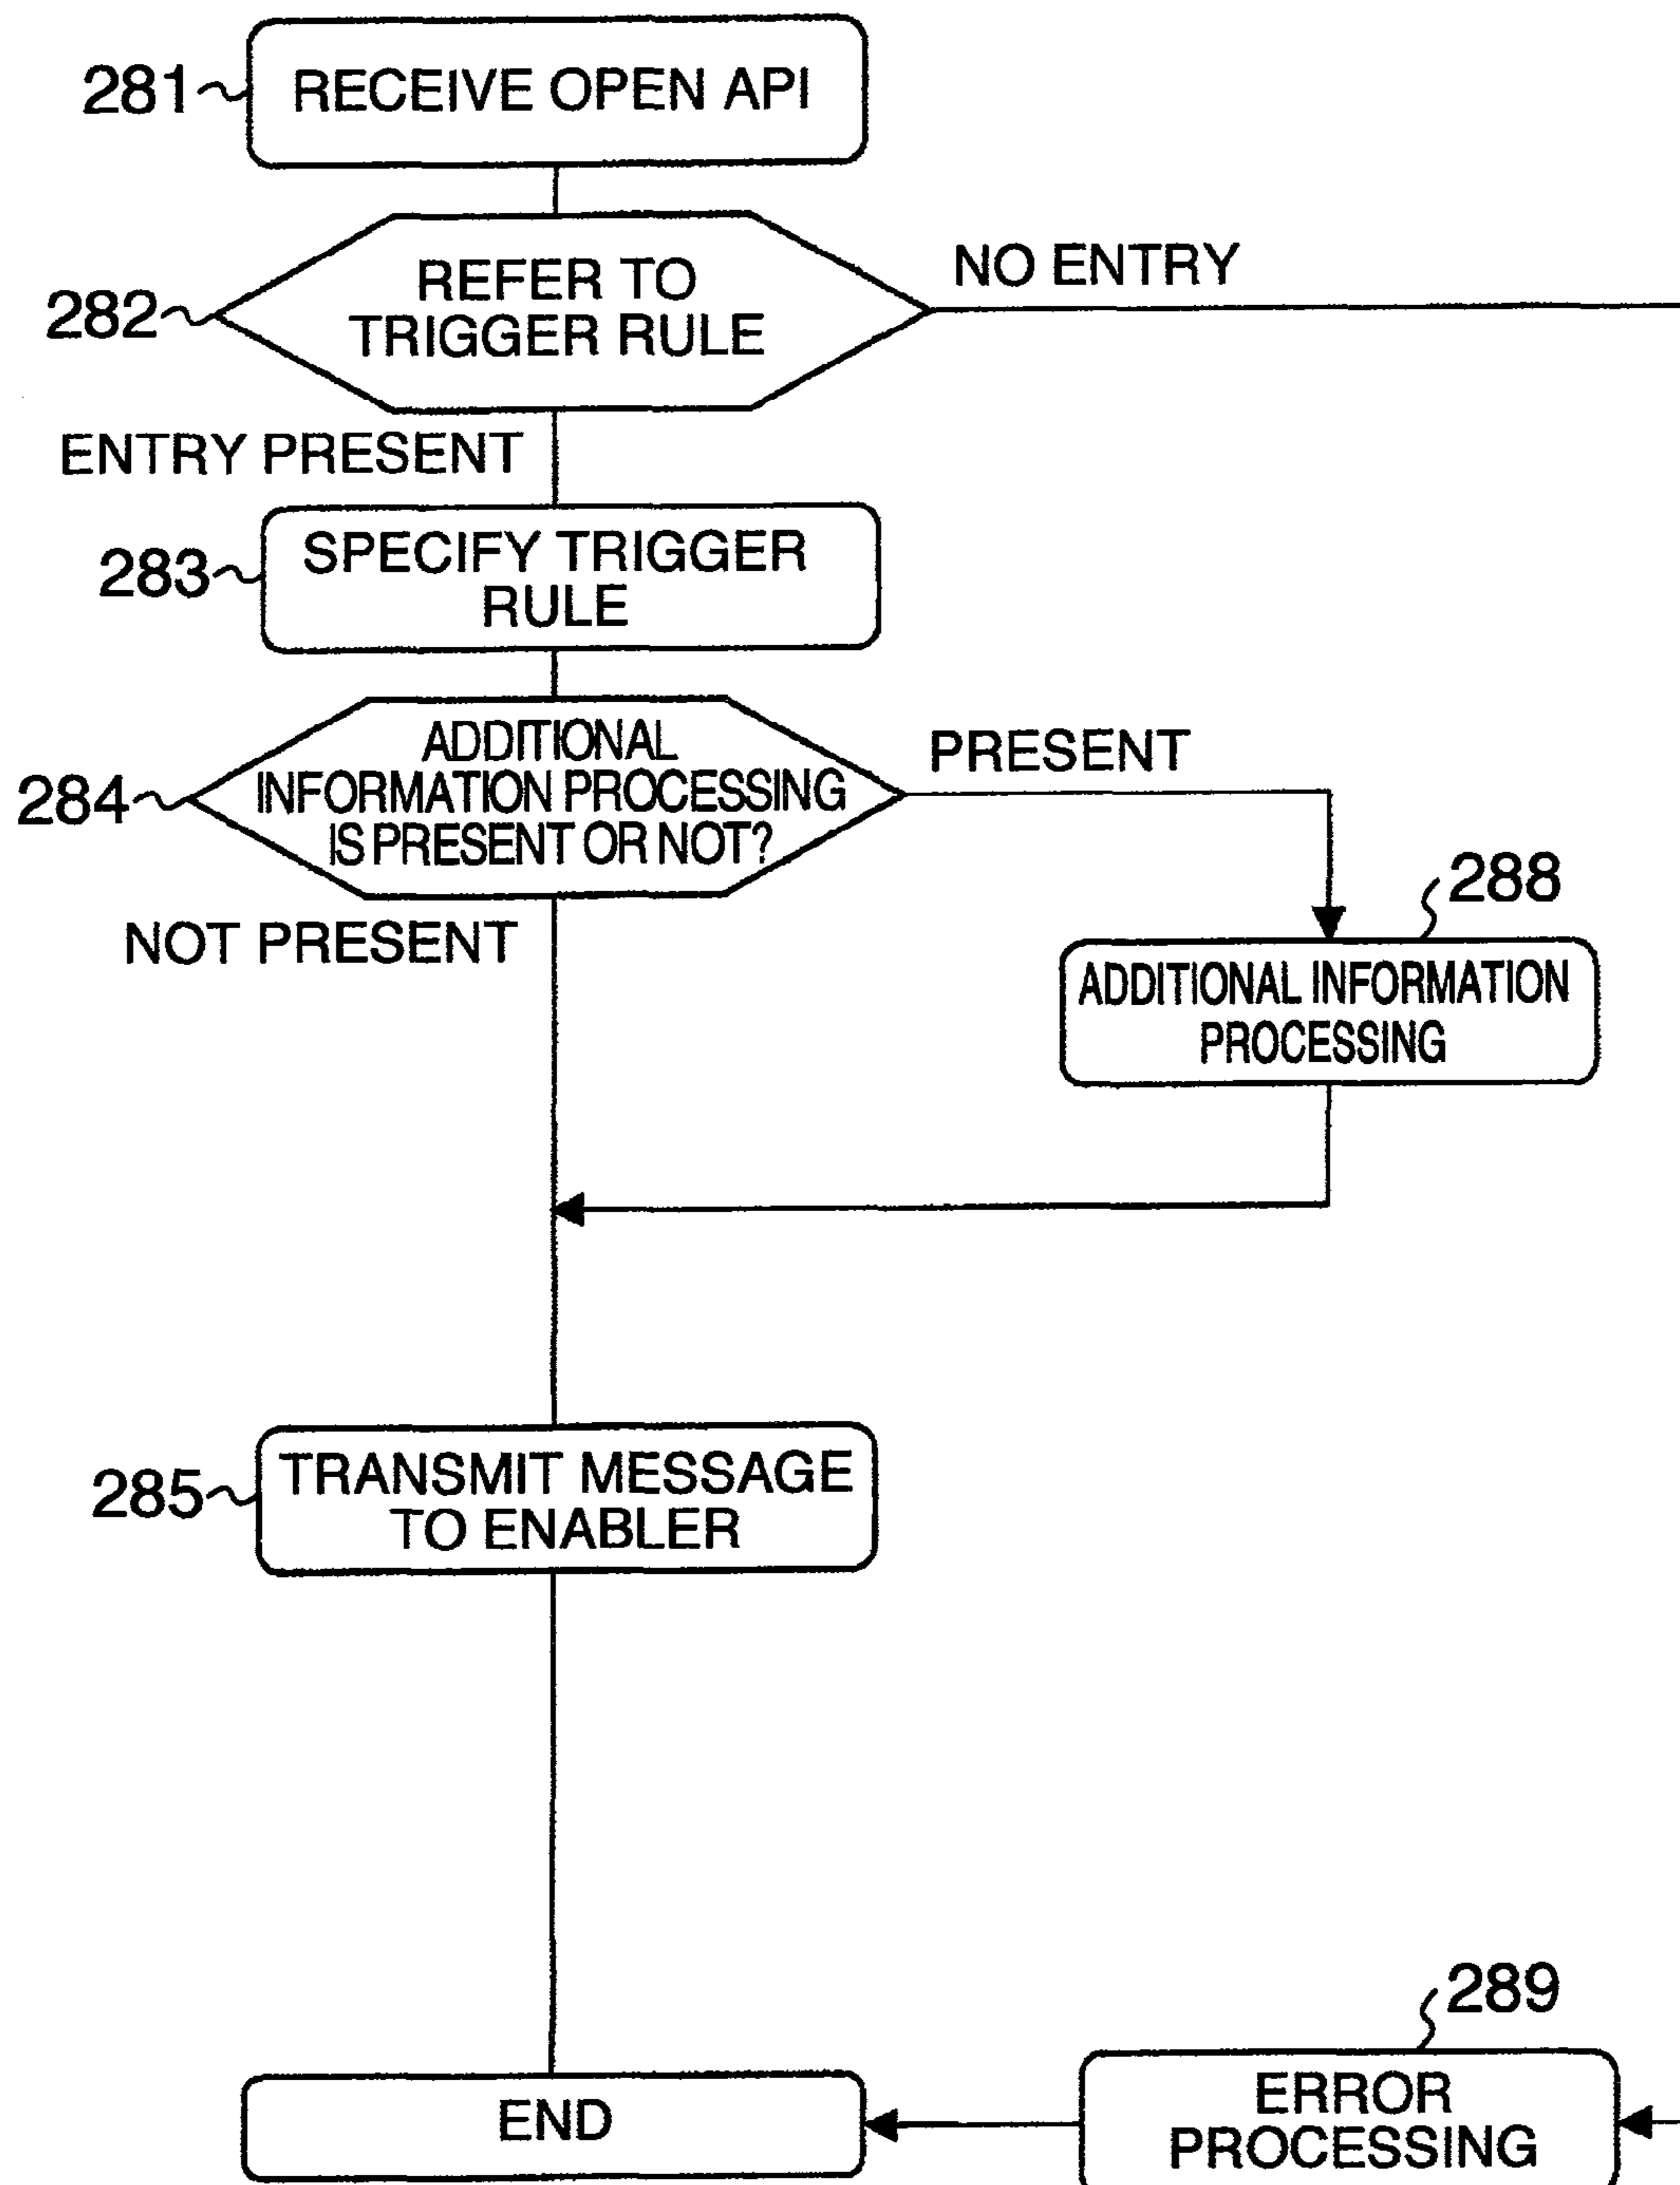 281
RECEIVE OPEN API
282
REFER TO
TRIGGER RULE
NO ENTRY
ENTRY PRESENT
283
SPECIFY TRIGGER
RULE
284
ADDITIONAL
INFORMATION PROCESSING
IS PRESENT OR NOT?
PRESENT
NOT PRESENT
288
ADDITIONAL INFORMATION
PROCESSING
285
TRANSMIT MESSAGE
TO ENABLER
289
END
ERROR
PROCESSING